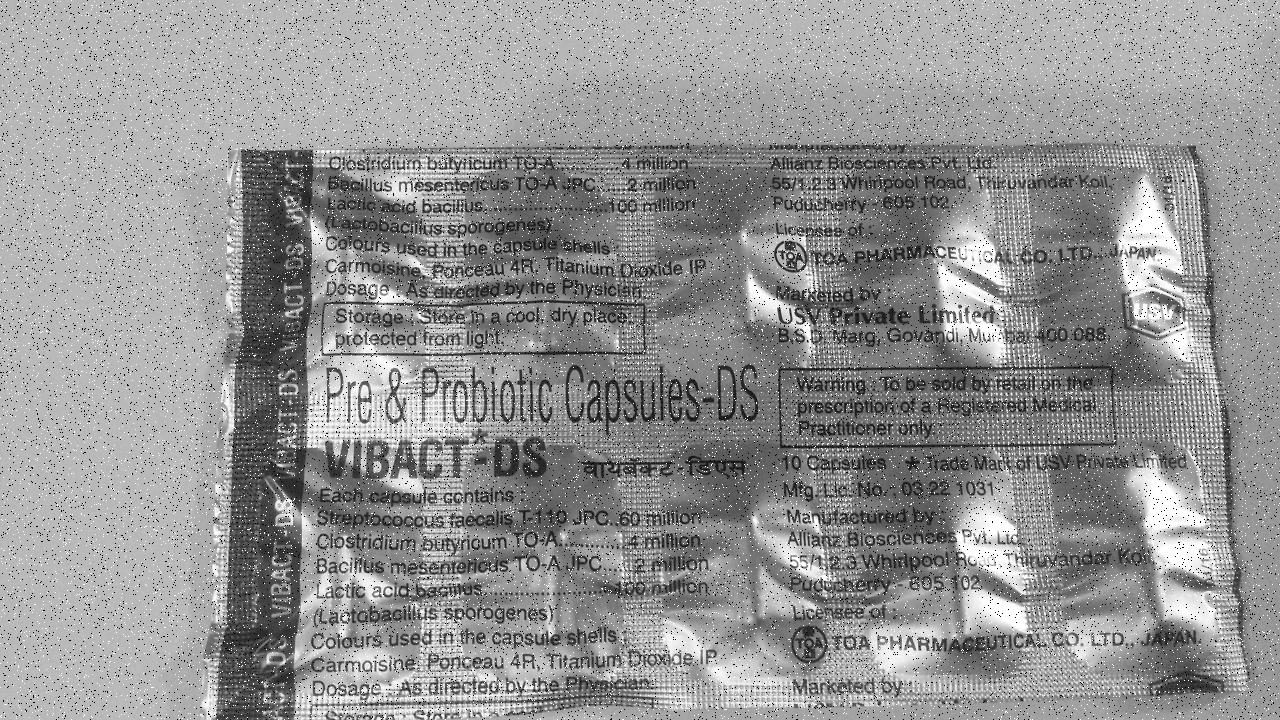 Clostridium butyricum TO-A.......... 4 million
Bacillus mesentericus TO-A JPC... 2 million
Lactic acid bacillus........................100 million
(Lactobacillus sporogenes)
Colours used in the capsule shells :
Carmoisine, Ponceau 4R, Titanium Dioxide IP
Dosage : As directed by the Physician.
Storage : Store in a cool, dry place,
protected from light.
Pre & Probiotic Capsules-DS
VIBACT*-DS वायबॅक्ट-डिएस
Each capsule contains :
Streptococcus faecalis T-110 JPC..60 million
Clostridium butyricum TO-A............ 4 million
Bacillus mesentericus TO-A JPC... 2 million
Lactic acid bacillus........................100 million
(Lactobacillus sporogenes)
Colours used in the capsule shells :
Carmoisine, Ponceau 4R, Titanium Dioxide IP
Dosage : As directed by the Physician.
Storage : Store in a
Manufactured by :
Allianz Biosciences Pvt. Ltd.
55/1,2,3 Whirlpool Road, Thiruvandar Koil,
Puducherry - 605 102.
Licensee of :
TOA
TOA PHARMACEUTICAL CO. LTD., JAPAN.
Marketed by :
USV Private Limited
B.S.D. Marg, Govandi, Mumbai 400 088.
USV
Warning : To be sold by retail on the
prescription of a Registered Medical
Practitioner only.
10 Capsules ★ Trade Mark of USV Private Limited
Mfg. Lic. No. : 03 22 1031
Manufactured by :
Allianz Biosciences Pvt. Ltd.
55/1,2,3 Whirlpool Road, Thiruvandar
Puducherry - 605 102.
Licensee of :
TOA
TOA PHARMACEUTICAL CO. LTD., JAPAN.
Marketed by :
VIBACT-DS VIBACT-DS VIBACT-DS VIBACT-DS